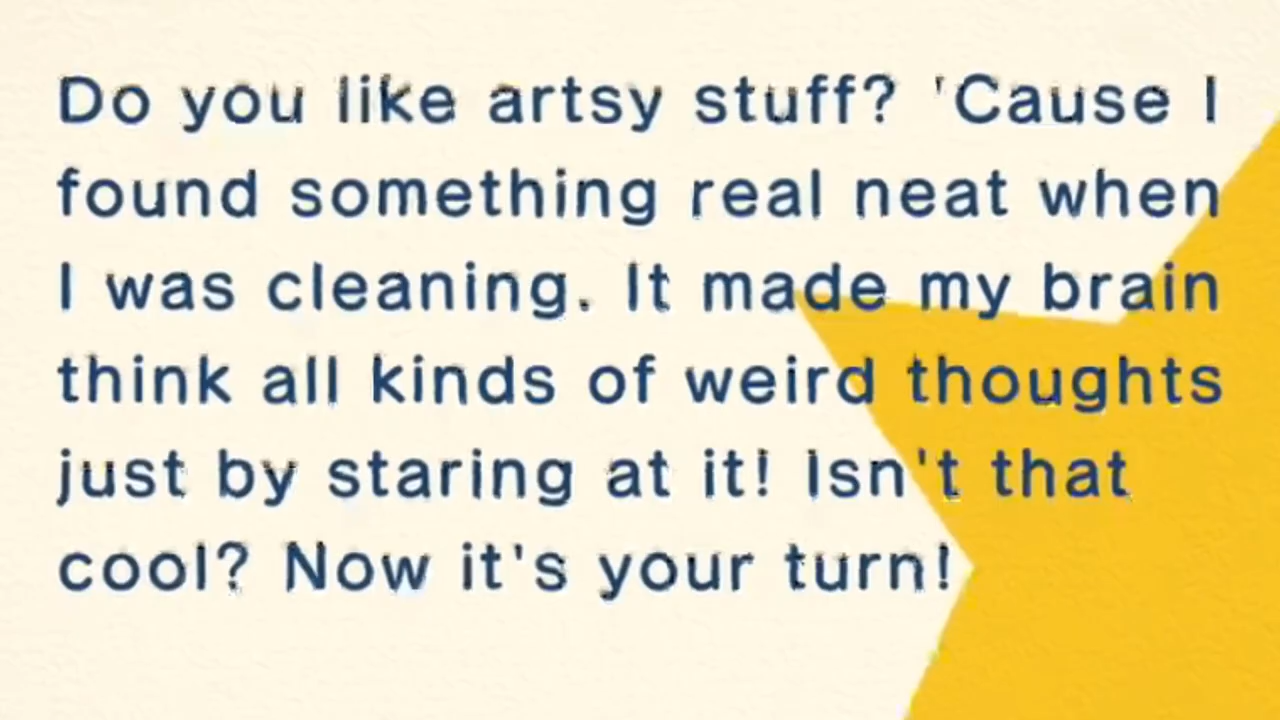 Do you like artsy stuff? 'Cause I
found something real neat when
I was cleaning. It made my brain
think all kinds of weird thoughts
just by staring at it! Isn't that
cool? Now it's your turn!